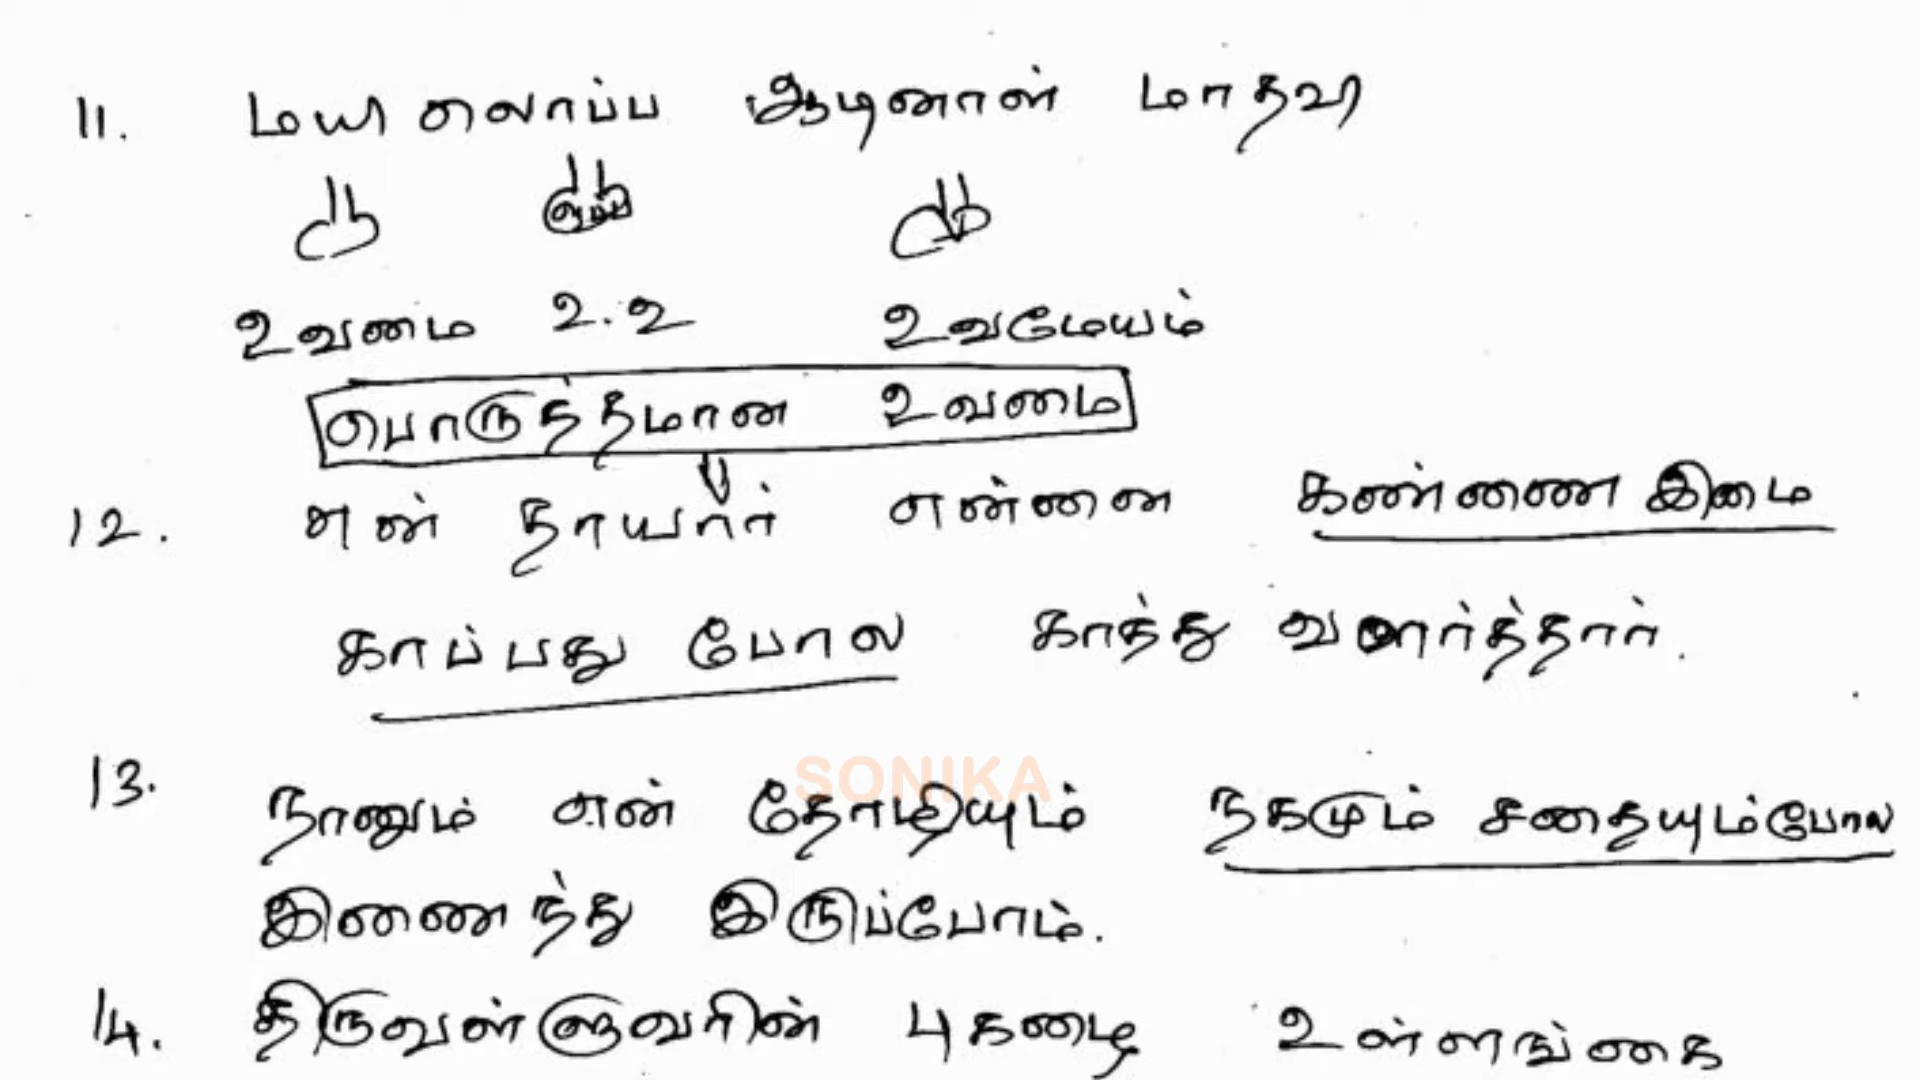 11. மயிலொப்ப ஆடினாள் மாதவி
உவமை உ.உ உவமேயம்
பொருத்தமான உவமை
12. என் தாயார் என்னை கண்ணை இமை
காப்பது போல காத்து வளர்த்தார்.
SONIKA
13. நானும் என் தோழியும் நகமும் சதையும்போல
இணைந்து இருப்போம்.
14. திருவள்ளுவரின் புகழை உள்ளங்கை